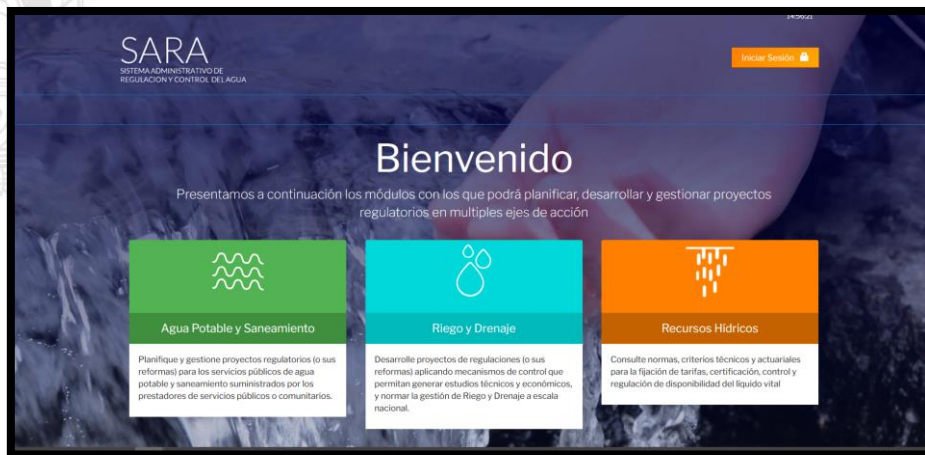 14:56:21
SARA
SISTEMA ADMINISTRATIVO DE
REGULACION Y CONTROL DEL AGUA
Iniciar Sesión
Bienvenido
Presentamos a continuación los módulos con los que podrá planificar, desarrollar y gestionar proyectos
regulatorios en multiples ejes de acción
Agua Potable y Saneamiento
Planifique y gestione proyectos regulatorios (o sus
reformas) para los servicios públicos de agua
potable y saneamiento suministrados por los
prestadores de servicios públicos o comunitarios.
Riego y Drenaje
Desarrolle proyectos de regulaciones (o sus
reformas) aplicando mecanismos de control que
permitan generar estudios técnicos y económicos,
y normar la gestión de Riego y Drenaje a escala
nacional.
Recursos Hídricos
Consulte normas, criterios técnicos y actuariales
para la fijación de tarifas, certificación, control y
regulación de disponibilidad del líquido vital